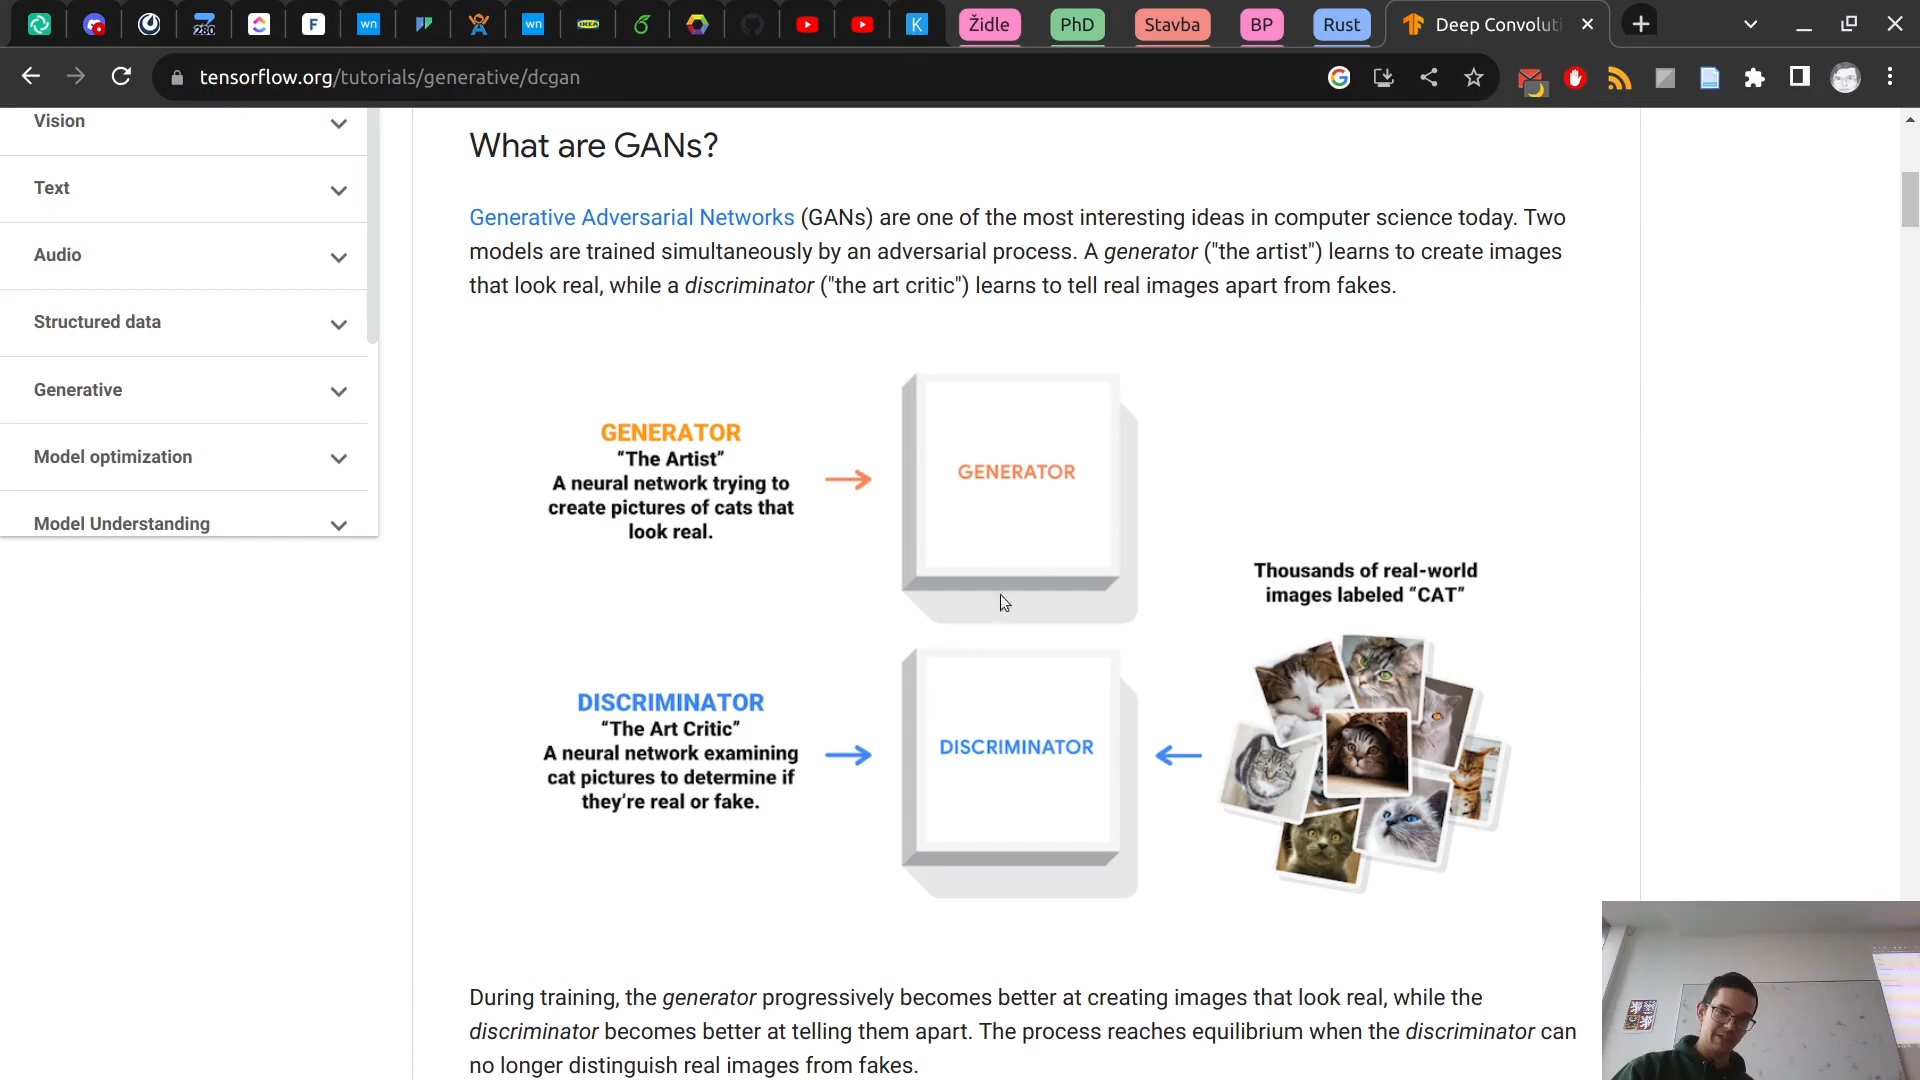 280
wn
wn
IKEA
K
Židle
PhD
Stavba
BP
Rust
Deep Convoluti
tensorflow.org/tutorials/generative/dcgan
Vision
Text
Audio
Structured data
Generative
Model optimization
Model Understanding
What are GANs?
Generative Adversarial Networks (GANs) are one of the most interesting ideas in computer science today. Two
models are trained simultaneously by an adversarial process. A generator ("the artist") learns to create images
that look real, while a discriminator ("the art critic") learns to tell real images apart from fakes.
GENERATOR
“The Artist”
A neural network trying to
create pictures of cats that
look real.
GENERATOR
Thousands of real-world
images labeled “CAT”
DISCRIMINATOR
“The Art Critic”
A neural network examining
cat pictures to determine if
they’re real or fake.
DISCRIMINATOR
During training, the generator progressively becomes better at creating images that look real, while the
discriminator becomes better at telling them apart. The process reaches equilibrium when the discriminator can
no longer distinguish real images from fakes.